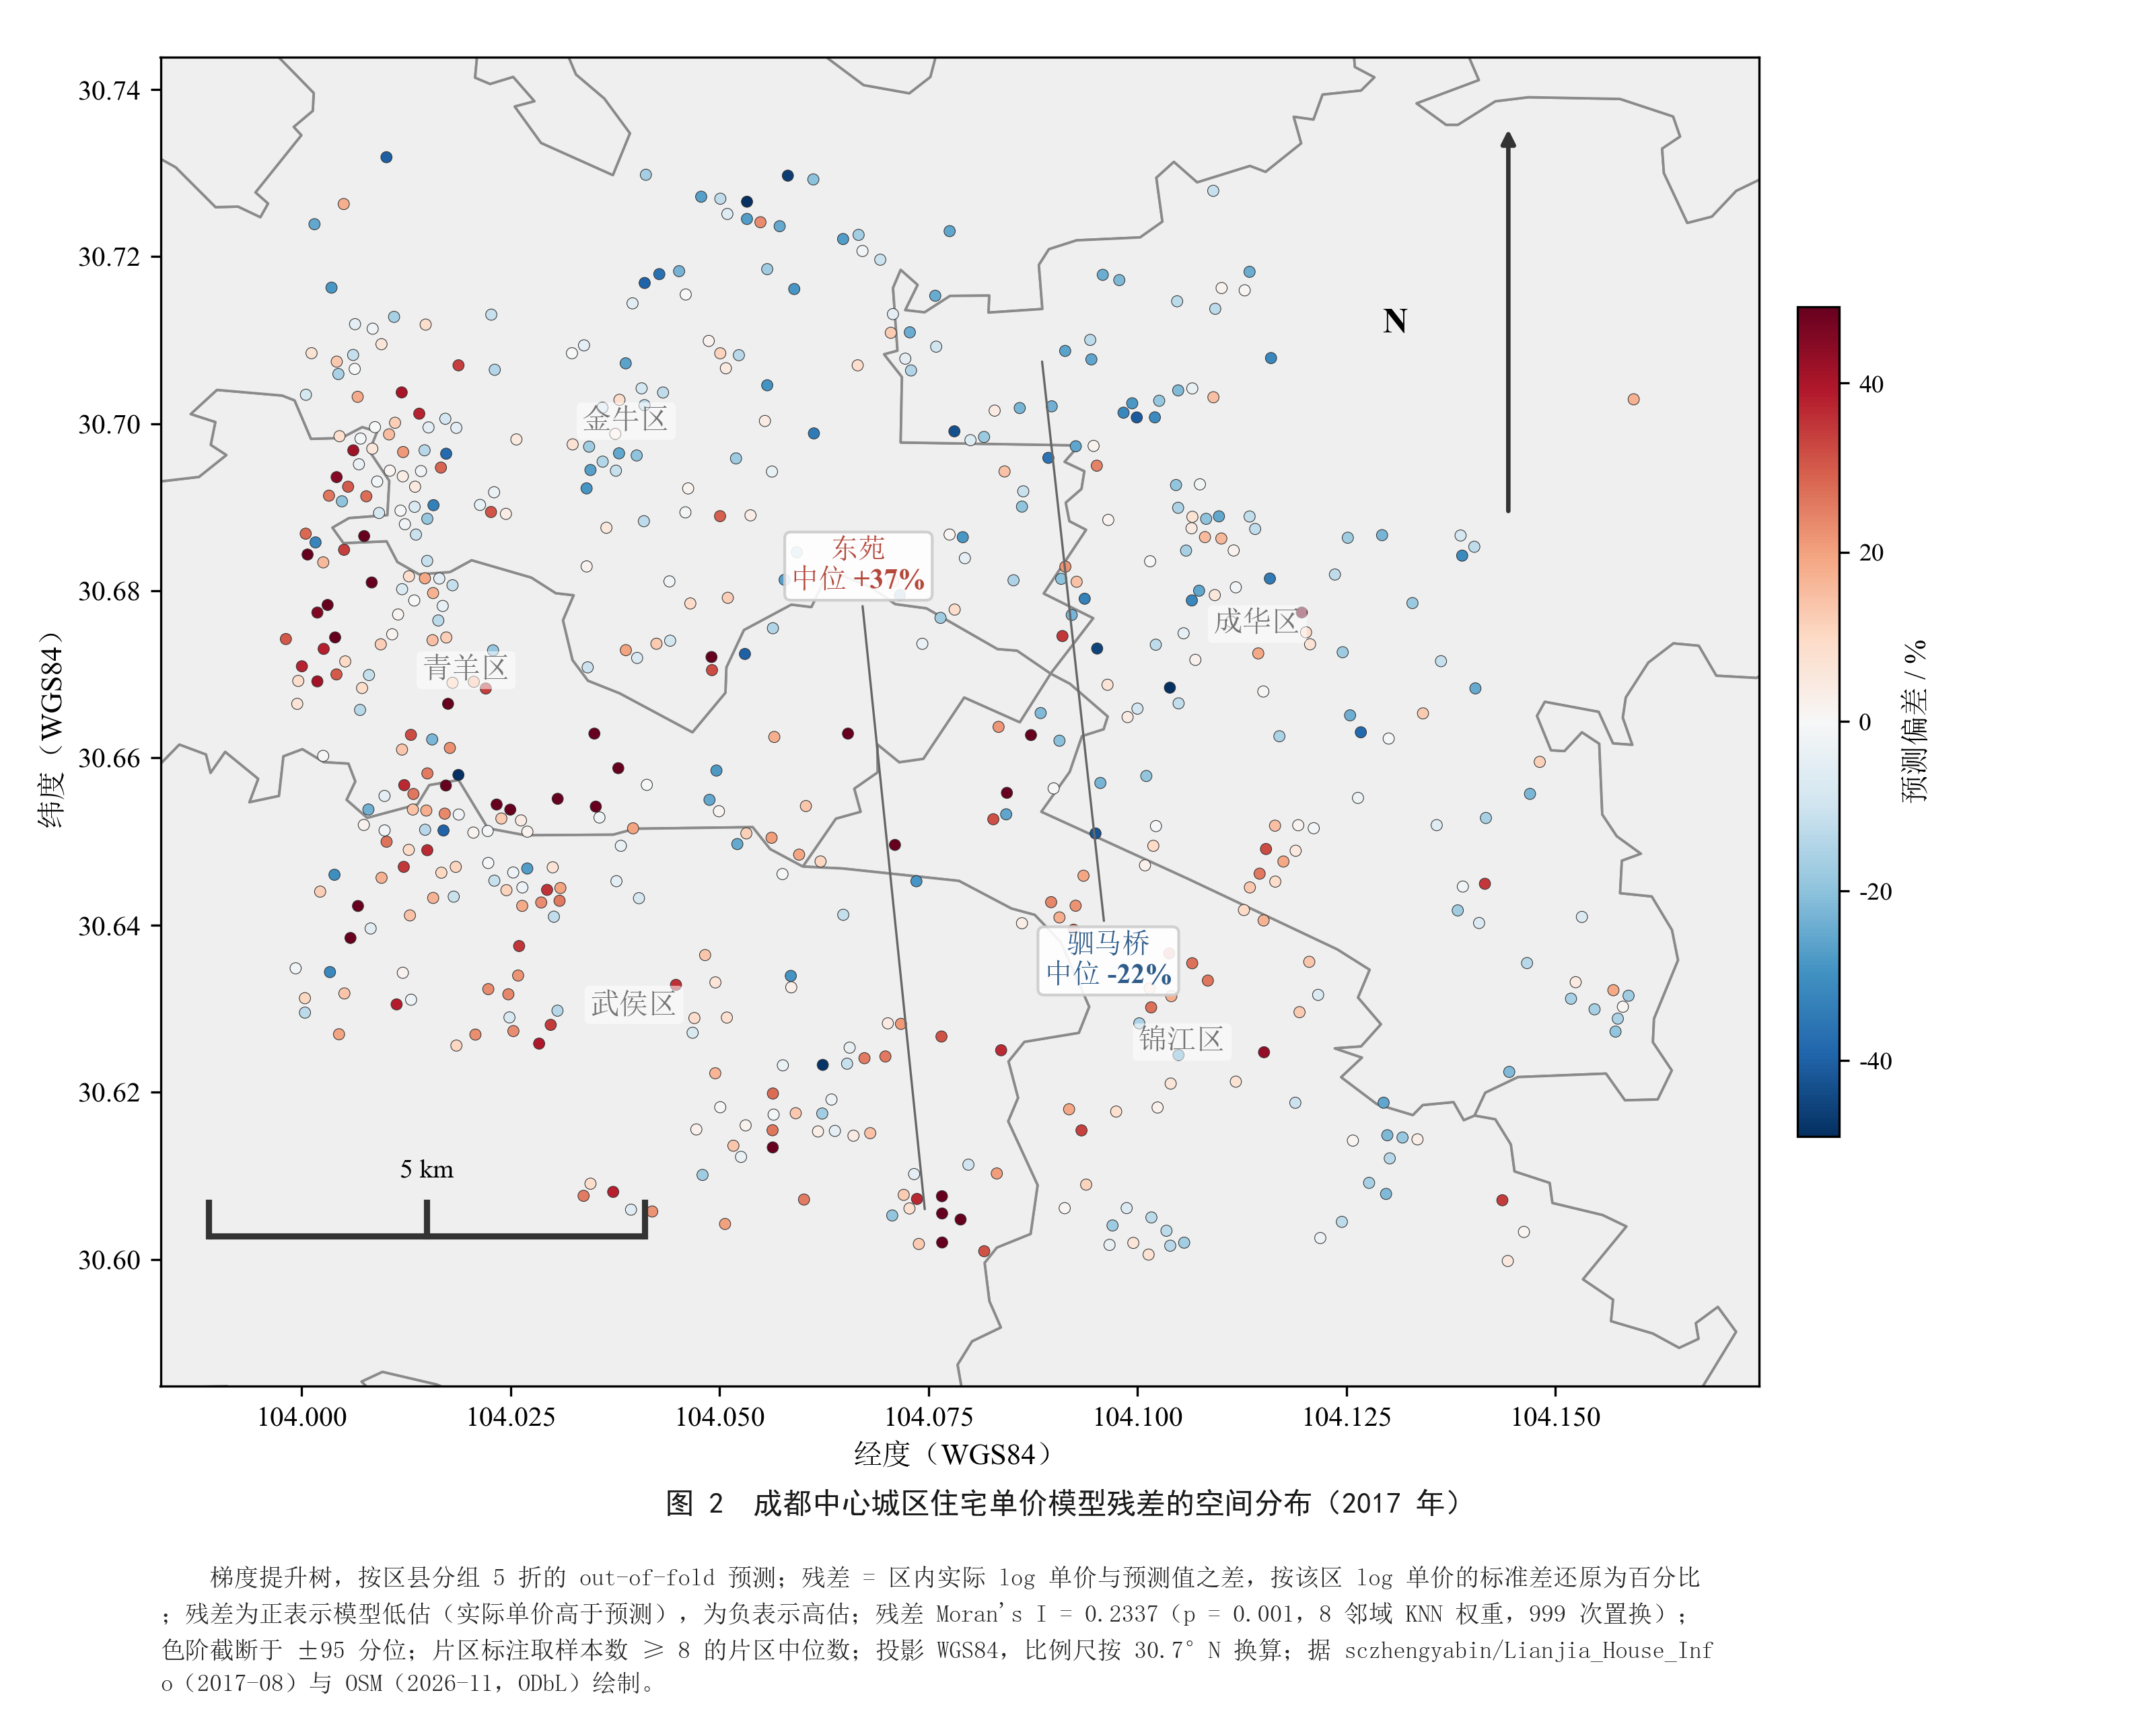 30.74
30.72
30.70
30.68
30.66
30.64
30.62
30.60
纬度（WGS84）
N
金牛区
东苑
中位 +37%
成华区
青羊区
驷马桥
中位 -22%
武侯区
锦江区
5 km
40
20
0
-20
-40
预测偏差 / %
104.000 104.025 104.050 104.075 104.100 104.125 104.150
经度（WGS84）
图 2 成都中心城区住宅单价模型残差的空间分布（2017 年）
梯度提升树，按区县分组 5 折的 out-of-fold 预测；残差 = 区内实际 log 单价与预测值之差，按该区 log 单价的标准差还原为百分比
；残差为正表示模型低估（实际单价高于预测），为负表示高估；残差 Moran's I = 0.2337（p = 0.001，8 邻域 KNN 权重，999 次置换）；
色阶截断于 ±95 分位；片区标注取样本数 ≥ 8 的片区中位数；投影 WGS84，比例尺按 30.7° N 换算；据 sczhengyabin/Lianjia_House_Inf
o（2017-08）与 OSM（2026-11，ODbL）绘制。